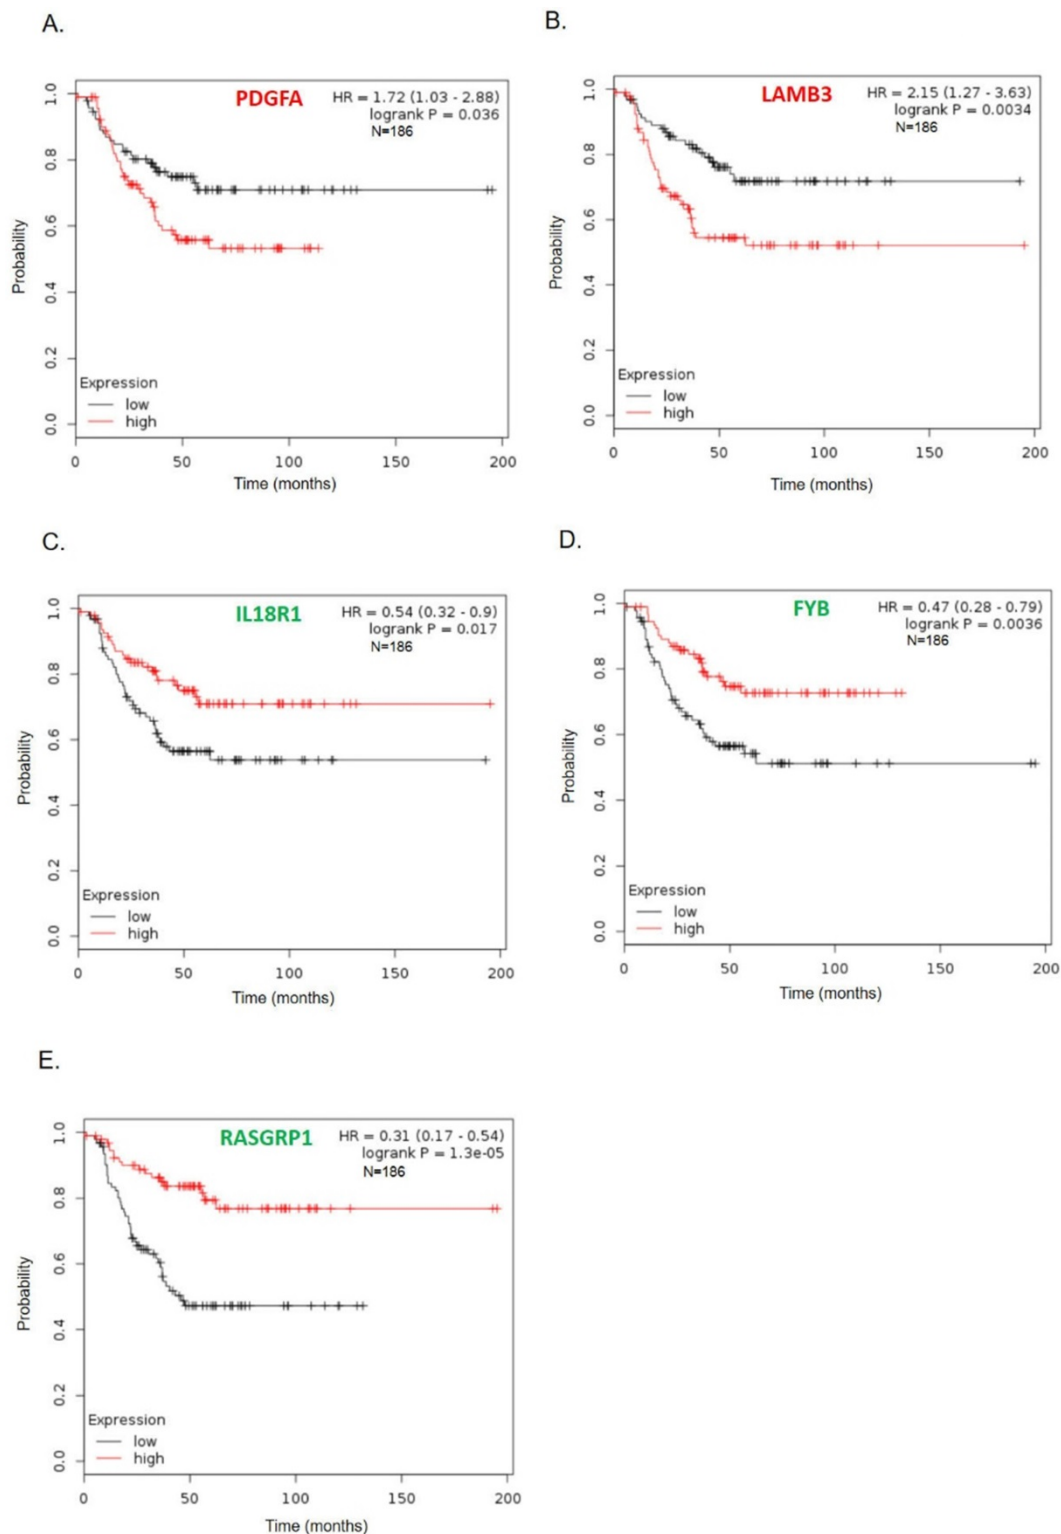 A.
PDGFA
HR = 1.72 (1.03 - 2.88)
logrank P = 0.036
N=186
Probability
0.0 0.2 0.4 0.6 0.8 1.0
Expression
low
high
0 50 100 150 200
Time (months)
B.
LAMB3
HR = 2.15 (1.27 - 3.63)
logrank P = 0.0034
N=186
Probability
0.0 0.2 0.4 0.6 0.8 1.0
Expression
low
high
0 50 100 150 200
Time (months)
C.
IL18R1
HR = 0.54 (0.32 - 0.9)
logrank P = 0.017
N=186
Probability
0.0 0.2 0.4 0.6 0.8 1.0
Expression
low
high
0 50 100 150 200
Time (months)
D.
FYB
HR = 0.47 (0.28 - 0.79)
logrank P = 0.0036
N=186
Probability
0.0 0.2 0.4 0.6 0.8 1.0
Expression
low
high
0 50 100 150 200
Time (months)
E.
RASGRP1
HR = 0.31 (0.17 - 0.54)
logrank P = 1.3e-05
N=186
Probability
0.0 0.2 0.4 0.6 0.8 1.0
Expression
low
high
0 50 100 150 200
Time (months)